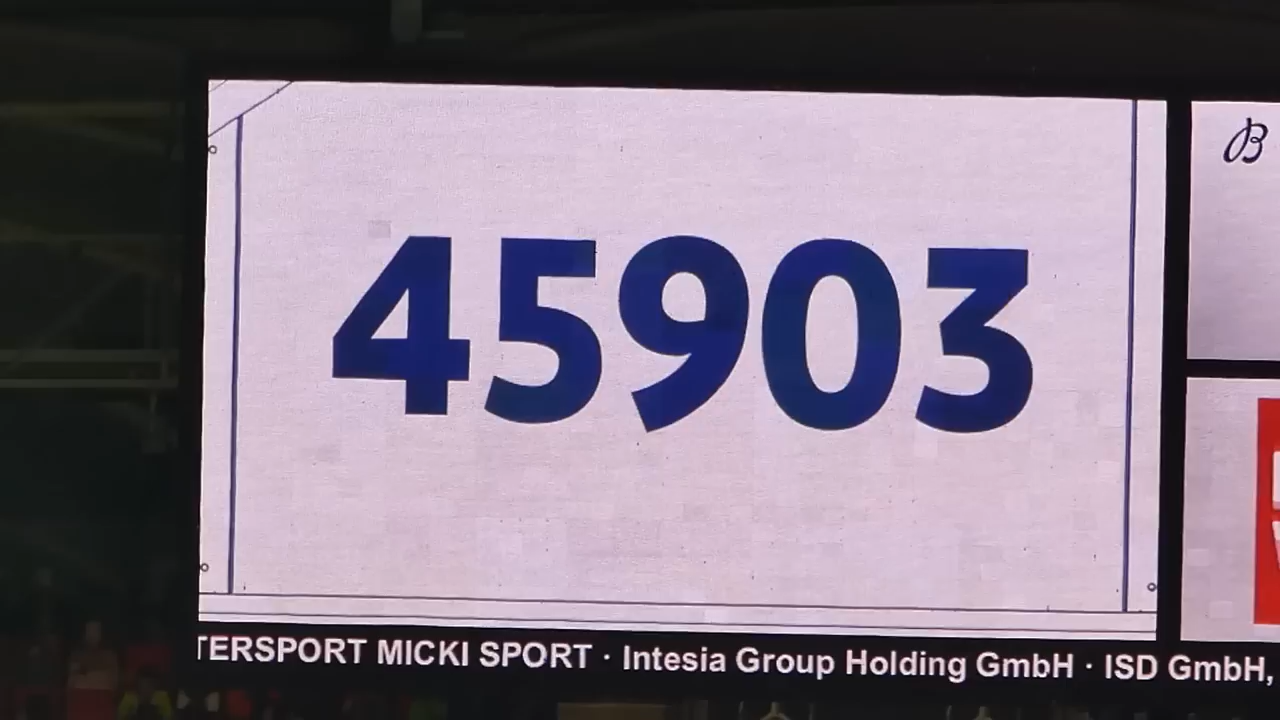 45903
B
TERSPORT MICKI SPORT · Intesia Group Holding GmbH · ISD GmbH,